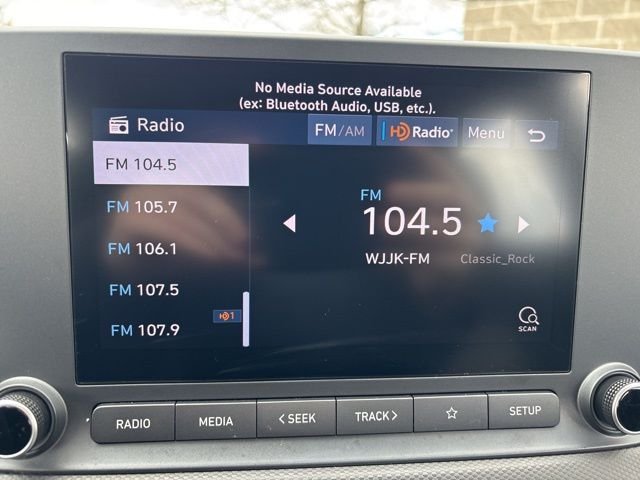 No Media Source Available
(ex: Bluetooth Audio, USB, etc.).
Radio
FM/AM
HD Radio
Menu
FM 104.5
FM 105.7
FM 106.1
FM 107.5
HD1
FM 107.9
FM
104.5
WJJK-FM
Classic_Rock
SCAN
RADIO
MEDIA
< SEEK
TRACK >
SETUP